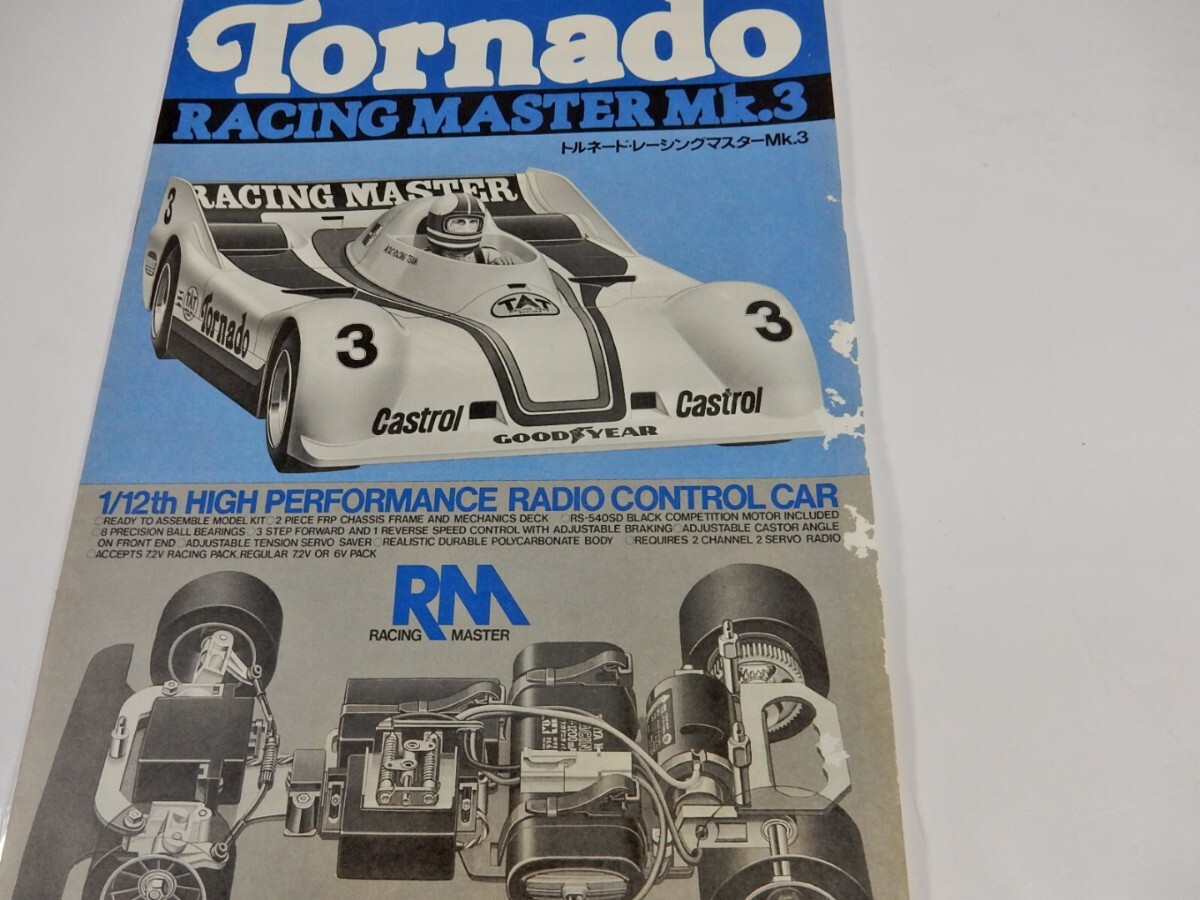 Tornado
RACING MASTER Mk.3
トルネード・レーシングマスターMk.3
RACING MASTER
3
TAT
TAT
Tornado
3
3
Castrol
Castrol
GOODYEAR
1/12th HIGH PERFORMANCE RADIO CONTROL CAR
○READY TO ASSEMBLE MODEL KIT ○2 PIECE FRP CHASSIS FRAME AND MECHANICS DECK ○RS-540SD BLACK COMPETITION MOTOR INCLUDED
○8 PRECISION BALL BEARINGS ○3 STEP FORWARD AND 1 REVERSE SPEED CONTROL WITH ADJUSTABLE BRAKING ○ADJUSTABLE CASTOR ANGLE
ON FRONT END ○ADJUSTABLE TENSION SERVO SAVER ○REALISTIC DURABLE POLYCARBONATE BODY ○REQUIRES 2 CHANNEL 2 SERVO RADIO
○ACCEPTS 7.2V RACING PACK, REGULAR 7.2V OR 6V PACK
RM
RACING MASTER